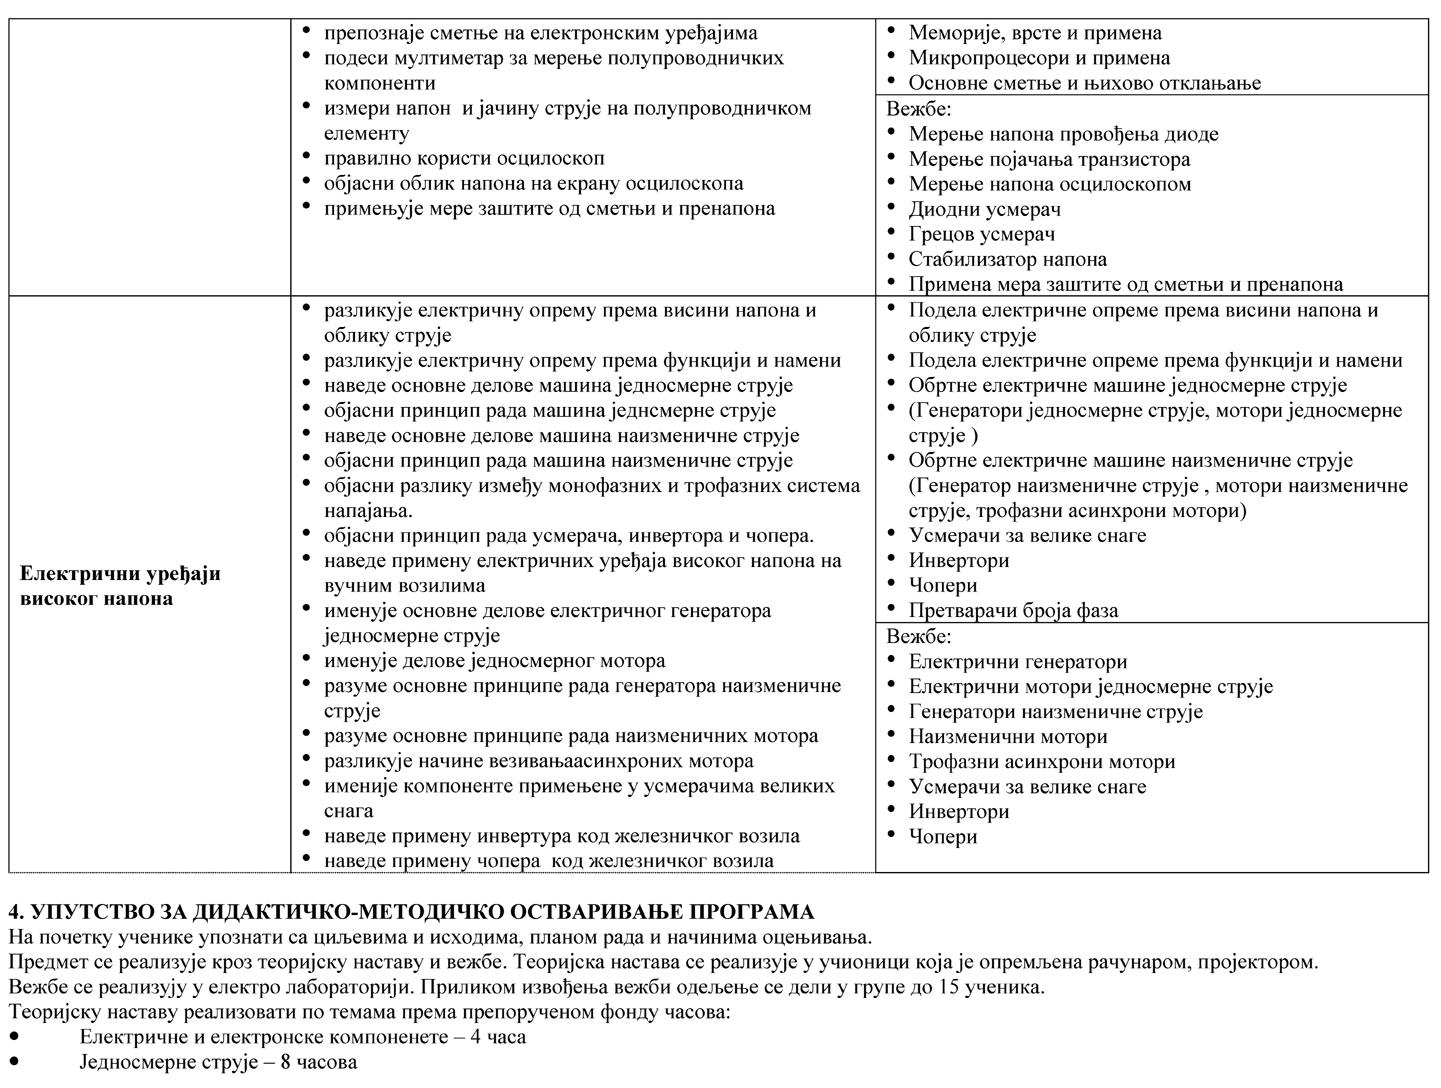 • препознаје сметње на електронским уређајима
• подеси мултиметар за мерење полупроводничких
компоненти
• измери напон и јачину струје на полупроводничком
елементу
• правилно користи осцилоскоп
• објасни облик напона на екрану осцилоскопа
• примењује мере заштите од сметњи и пренапона
• Меморије, врсте и примена
• Микропроцесори и примена
• Основне сметње и њихово отклањање
Вежбе:
• Мерење напона провођења диоде
• Мерење појачања транзистора
• Мерење напона осцилоскопом
• Диодни усмерач
• Грецов усмерач
• Стабилизатор напона
• Примена мера заштите од сметњи и пренапона
Електрични уређаји
високог напона
• разликује електричну опрему према висини напона и
облику струје
• разликује електричну опрему према функцији и намени
• наведе основне делове машина једносмерне струје
• објасни принцип рада машина једнсмерне струје
• наведе основне делове машина наизменичне струје
• објасни принцип рада машина наизменичне струје
• објасни разлику између монофазних и трофазних система
напајања.
• објасни принцип рада усмерача, инвертора и чопера.
• наведе примену електричних уређаја високог напона на
вучним возилима
• именује основне делове електричног генератора
једносмерне струје
• именује делове једносмерног мотора
• разуме основне принципе рада генератора наизменичне
струје
• разуме основне принципе рада наизменичних мотора
• разликује начине везивањаасинхроних мотора
• именије компоненте примењене у усмерачима великих
снага
• наведе примену инвертура код железничког возила
• наведе примену чопера код железничког возила
• Подела електричне опреме према висини напона и
облику струје
• Подела електричне опреме према функцији и намени
• Обртне електричне машине једносмерне струје
• (Генератори једносмерне струје, мотори једносмерне
струје )
• Обртне електричне машине наизменичне струје
(Генератор наизменичне струје , мотори наизменичне
струје, трофазни асинхрони мотори)
• Усмерачи за велике снаге
• Инвертори
• Чопери
• Претварачи броја фаза
Вежбе:
• Електрични генератори
• Електрични мотори једносмерне струје
• Генератори наизменичне струје
• Наизменични мотори
• Трофазни асинхрони мотори
• Усмерачи за велике снаге
• Инвертори
• Чопери
4. УПУТСТВО ЗА ДИДАКТИЧКО-МЕТОДИЧКО ОСТВАРИВАЊЕ ПРОГРАМА
На почетку ученике упознати са циљевима и исходима, планом рада и начинима оцењивања.
Предмет се реализује кроз теоријску наставу и вежбе. Теоријска настава се реализује у учионици која је опремљена рачунаром, пројектором.
Вежбе се реализују у електро лабораторији. Приликом извођења вежби одељење се дели у групе до 15 ученика.
Теоријску наставу реализовати по темама према препорученом фонду часова:
• Електричне и електронске компоненете – 4 часа
• Једносмерне струје – 8 часова